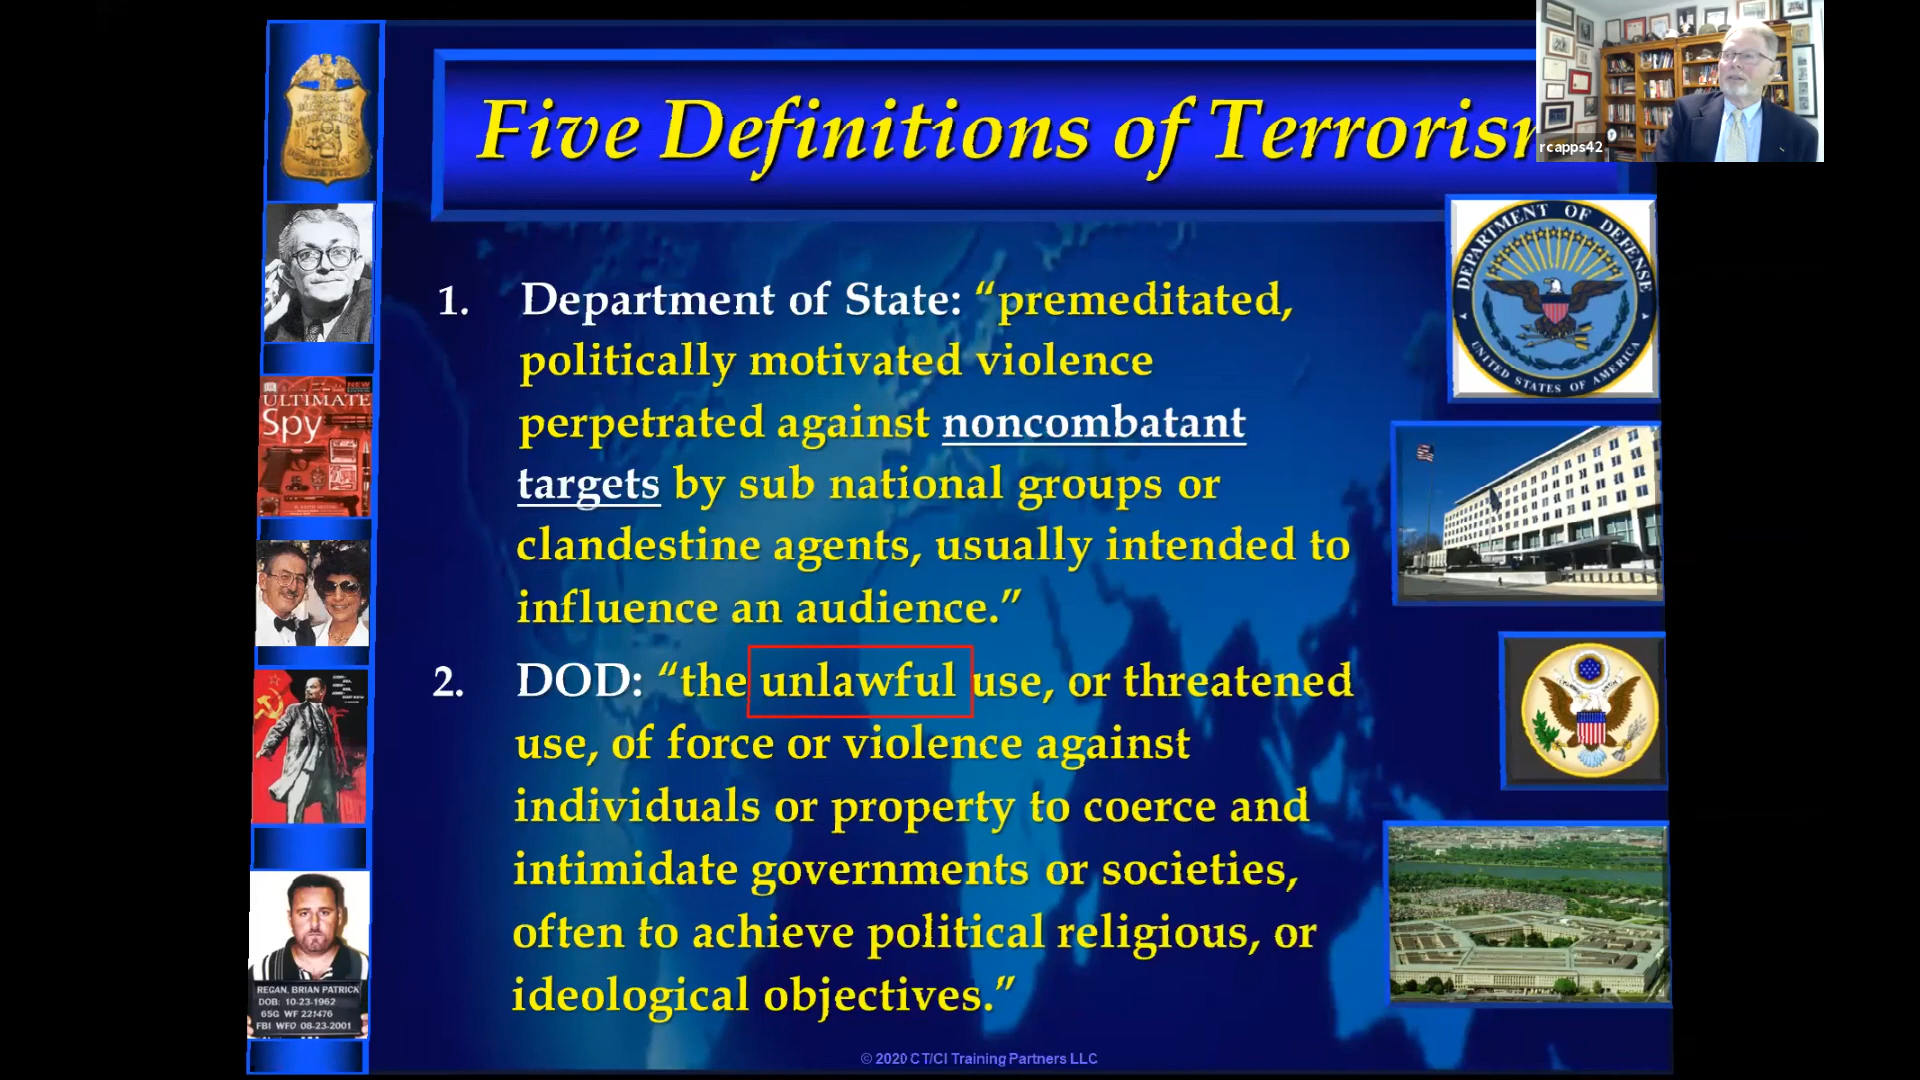 Five Definitions of Terroris
rcapps42
1. Department of State: “premeditated,
politically motivated violence
perpetrated against noncombatant
targets by sub national groups or
clandestine agents, usually intended to
influence an audience.”
2. DOD: “the unlawful use, or threatened
use, of force or violence against
individuals or property to coerce and
intimidate governments or societies,
often to achieve political religious, or
ideological objectives.”
DEPARTMENT OF DEFENSE
UNITED STATES OF AMERICA
NEW
ULTIMATE
Spy
REGAN, BRIAN PATRICK
DOB: 10-23-1962
65G WF 221476
FBI WFO 08-23-2001
© 2020 CT/CI Training Partners LLC